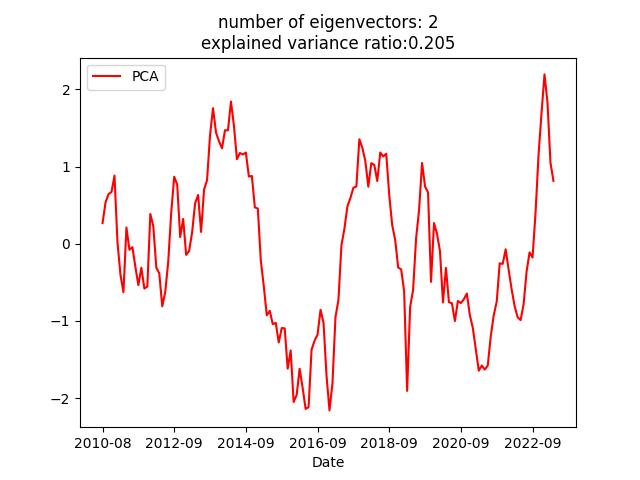 number of eigenvectors: 2
explained variance ratio:0.205
PCA
2
1
0
−1
−2
2010-08 2012-09 2014-09 2016-09 2018-09 2020-09 2022-09
Date